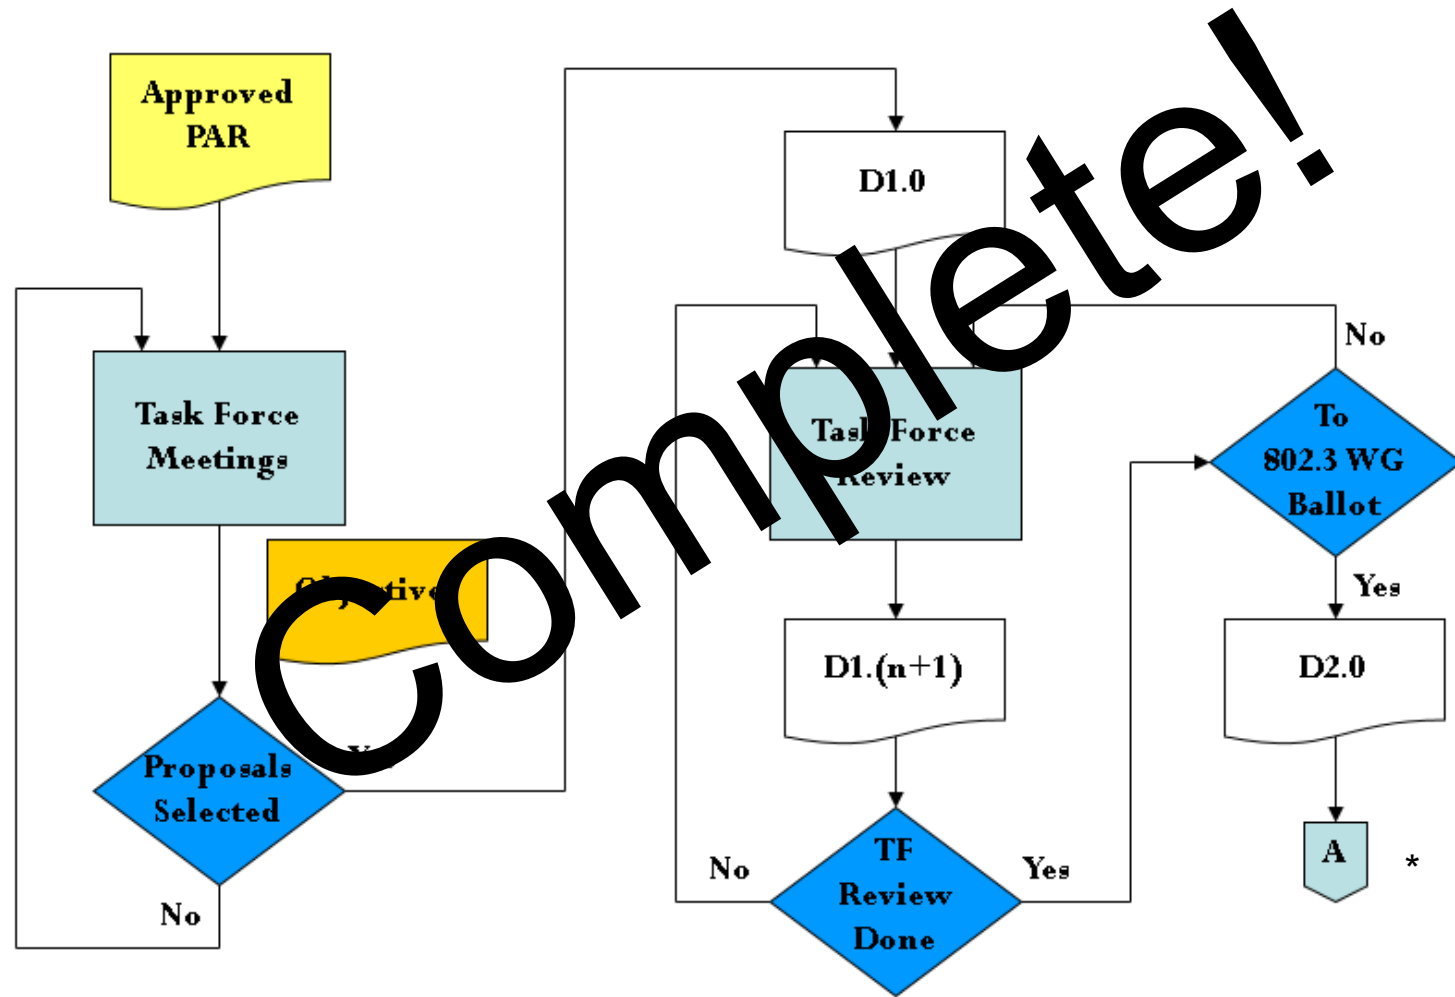 Approved
PAR
Task Force
Meetings
Proposals
Selected
No
D1.0
Task Force
Review
D1.(n+1)
TF
Review
Done
No
Yes
No
To
802.3 WG
Ballot
Yes
D2.0
A
*
Complete!